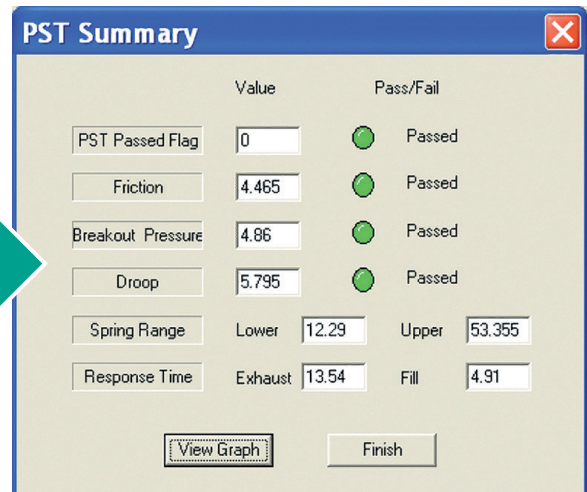 PST Summary
Value Pass/Fail
PST Passed Flag 0 Passed
Friction 4.465 Passed
Breakout Pressure 4.86 Passed
Droop 5.795 Passed
Spring Range Lower 12.29 Upper 53.355
Response Time Exhaust 13.54 Fill 4.91
View Graph Finish